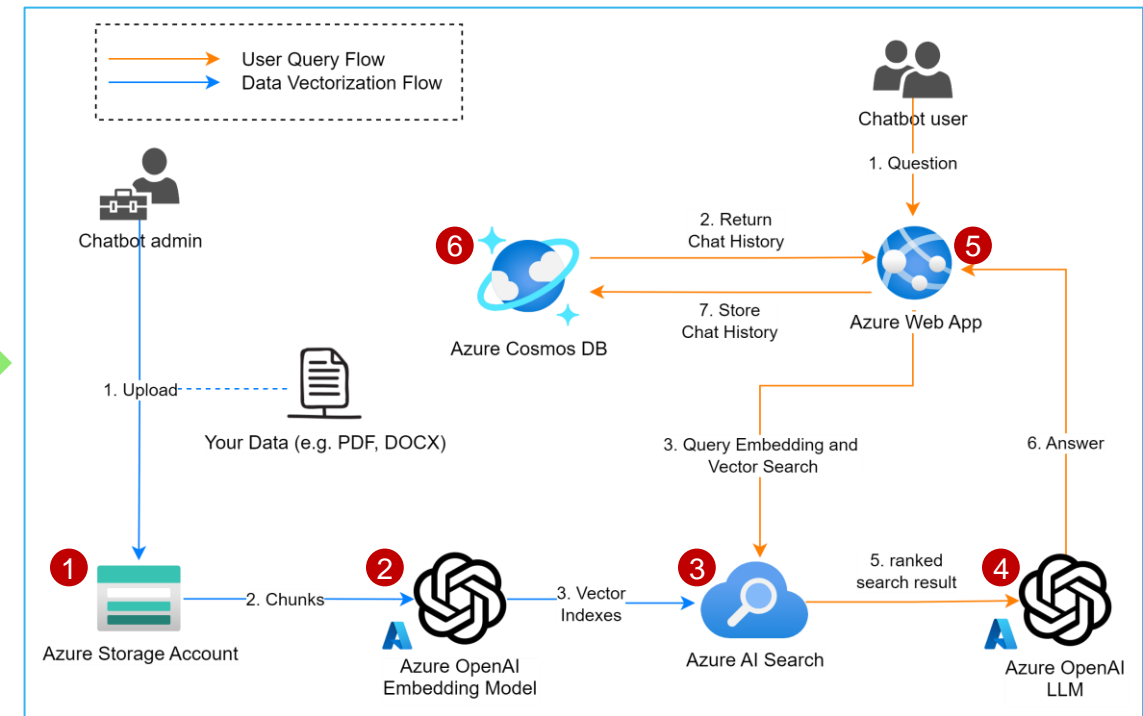 User Query Flow
Data Vectorization Flow
Chatbot user
1. Question
Chatbot admin
6
2. Return
Chat History
5
7. Store
Chat History
Azure Cosmos DB
Azure Web App
1. Upload
Your Data (e.g. PDF, DOCX)
3. Query Embedding and
Vector Search
6. Answer
1
2. Chunks
2
3. Vector
Indexes
3
5. ranked
search result
4
Azure Storage Account
Azure OpenAI
Embedding Model
Azure AI Search
Azure OpenAI
LLM